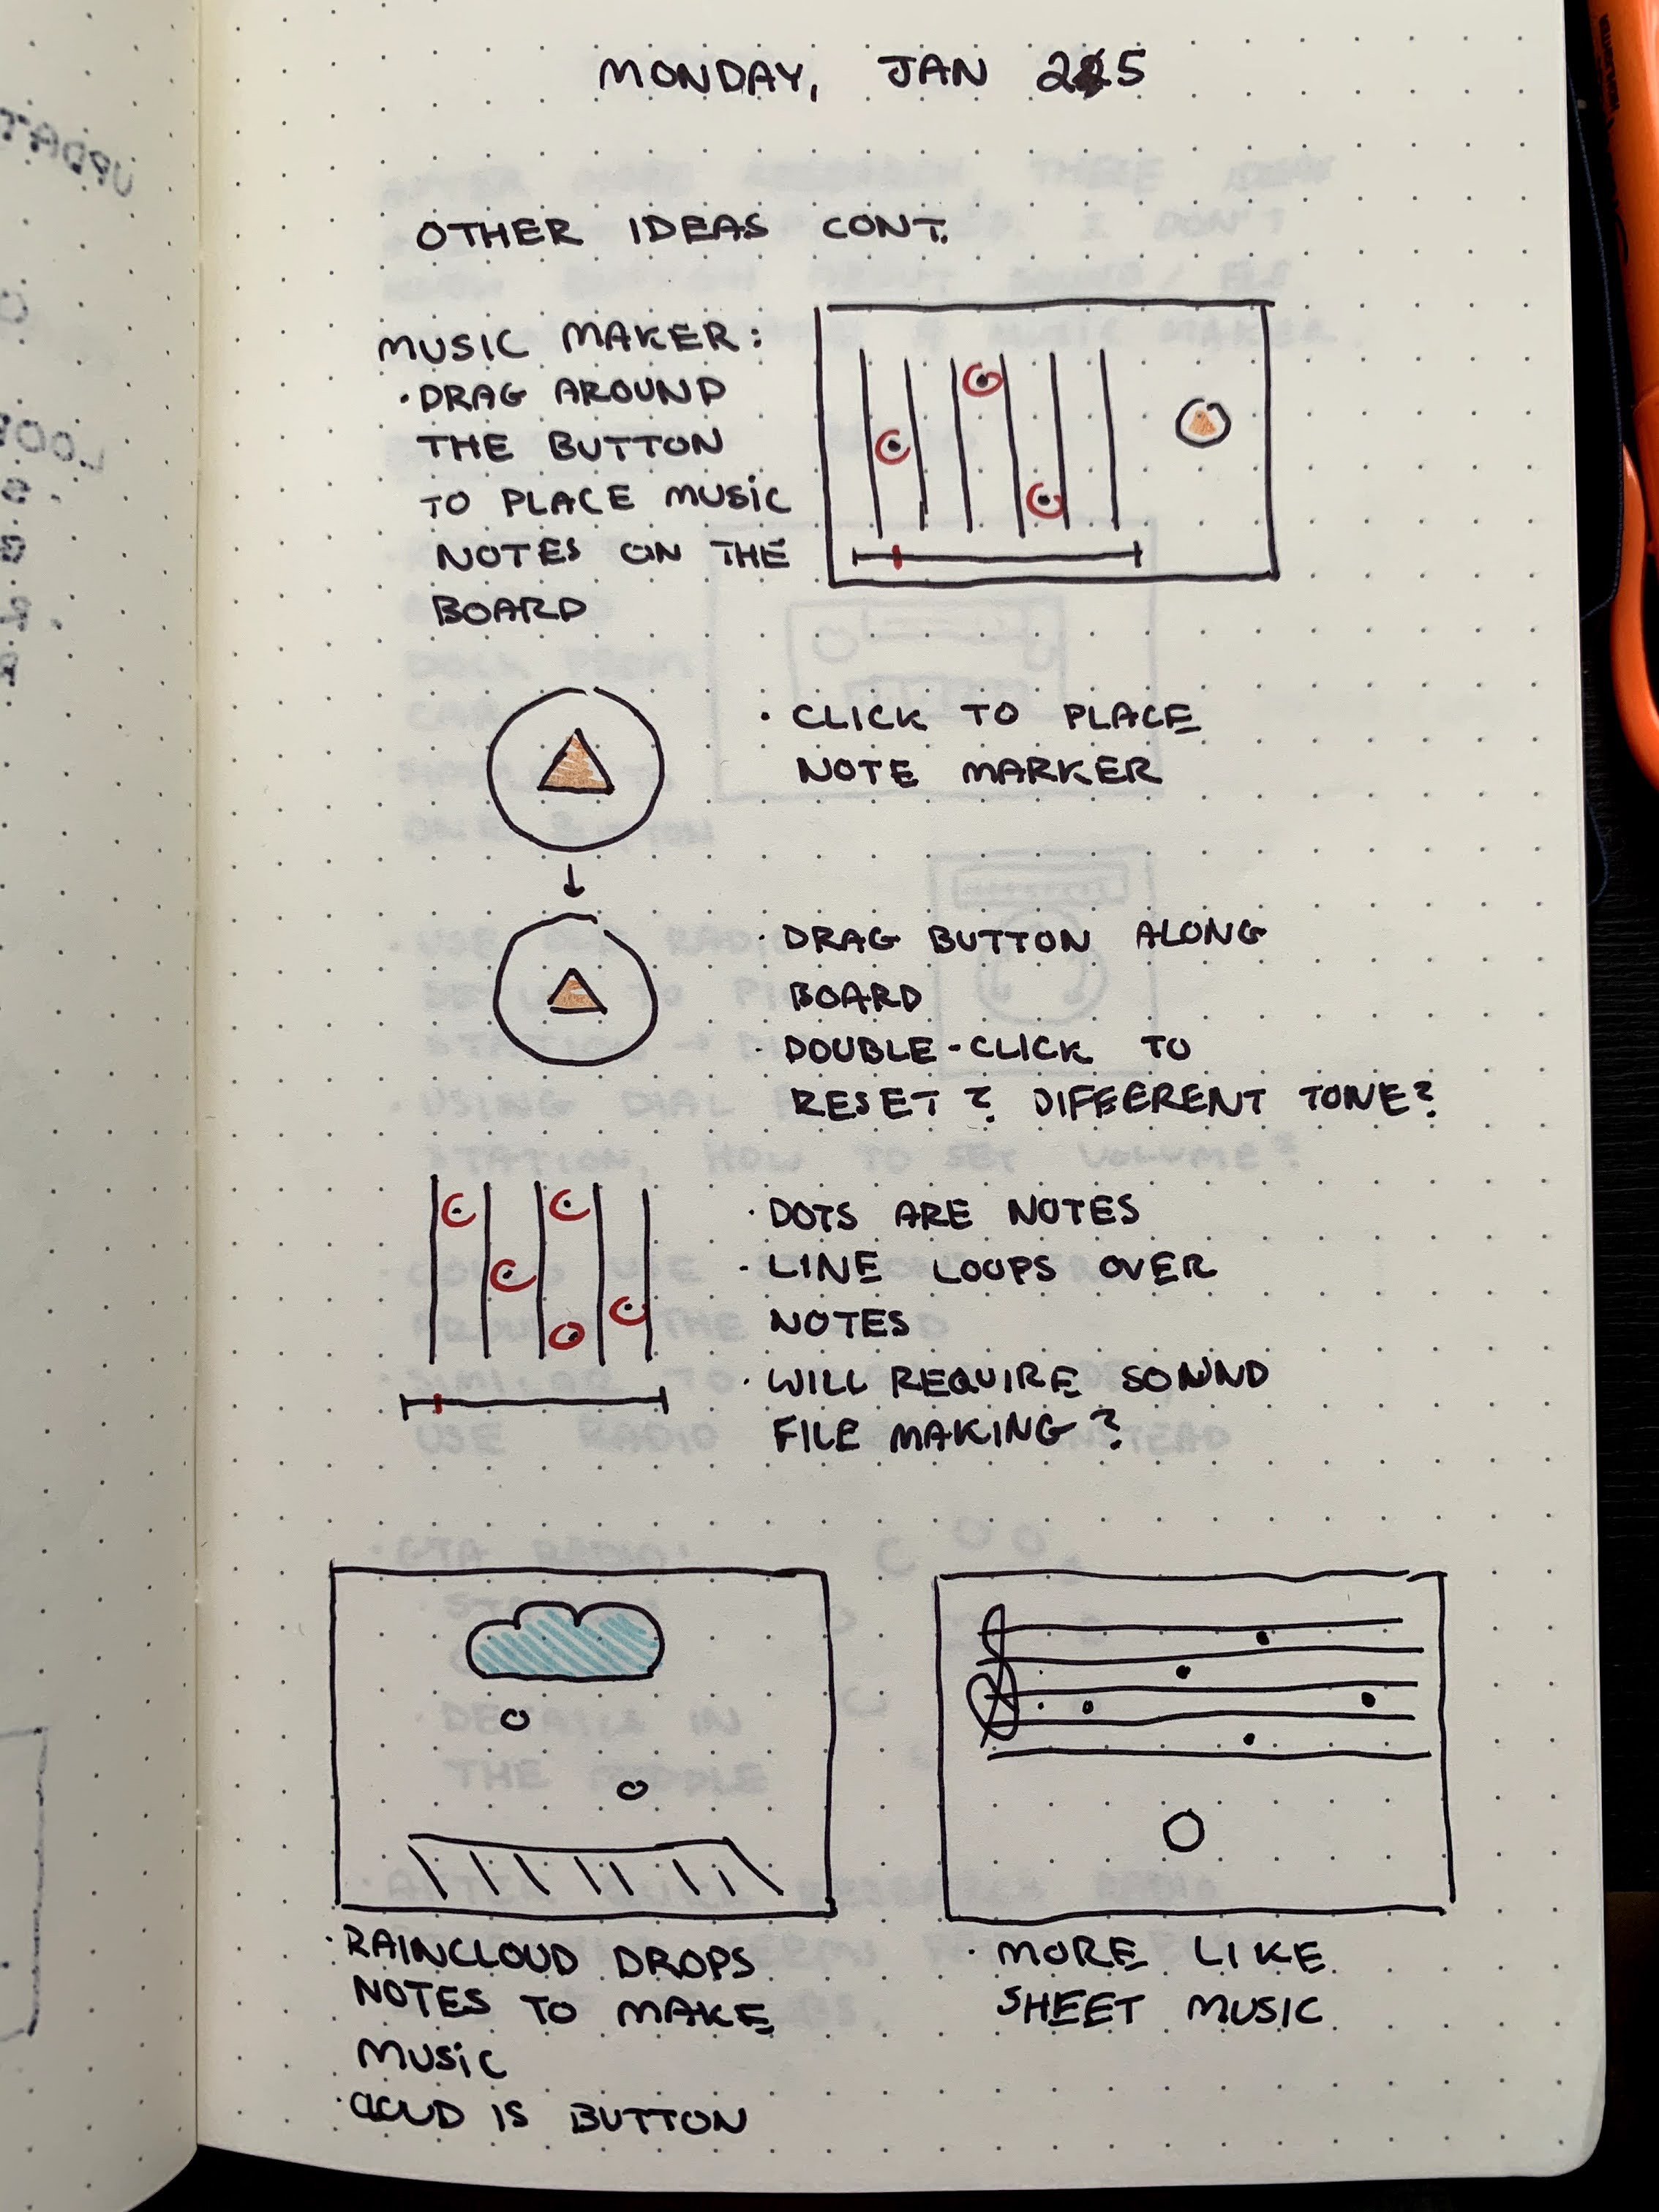 MONDAY, JAN 25
OTHER IDEAS CONT.
MUSIC MAKER:
· DRAG AROUND
THE BUTTON
TO PLACE MUSIC
NOTES ON THE
BOARD
· CLICK TO PLACE
NOTE MARKER
· DRAG BUTTON ALONG
BOARD
· DOUBLE-CLICK TO
RESET? DIFFERENT TONE?
· DOTS ARE NOTES
- LINE LOOPS OVER
NOTES
· WILL REQUIRE SOUND
FILE MAKING?
· RAINCLOUD DROPS
NOTES TO MAKE
MUSIC
· CLOUD IS BUTTON
· MORE LIKE
SHEET MUSIC